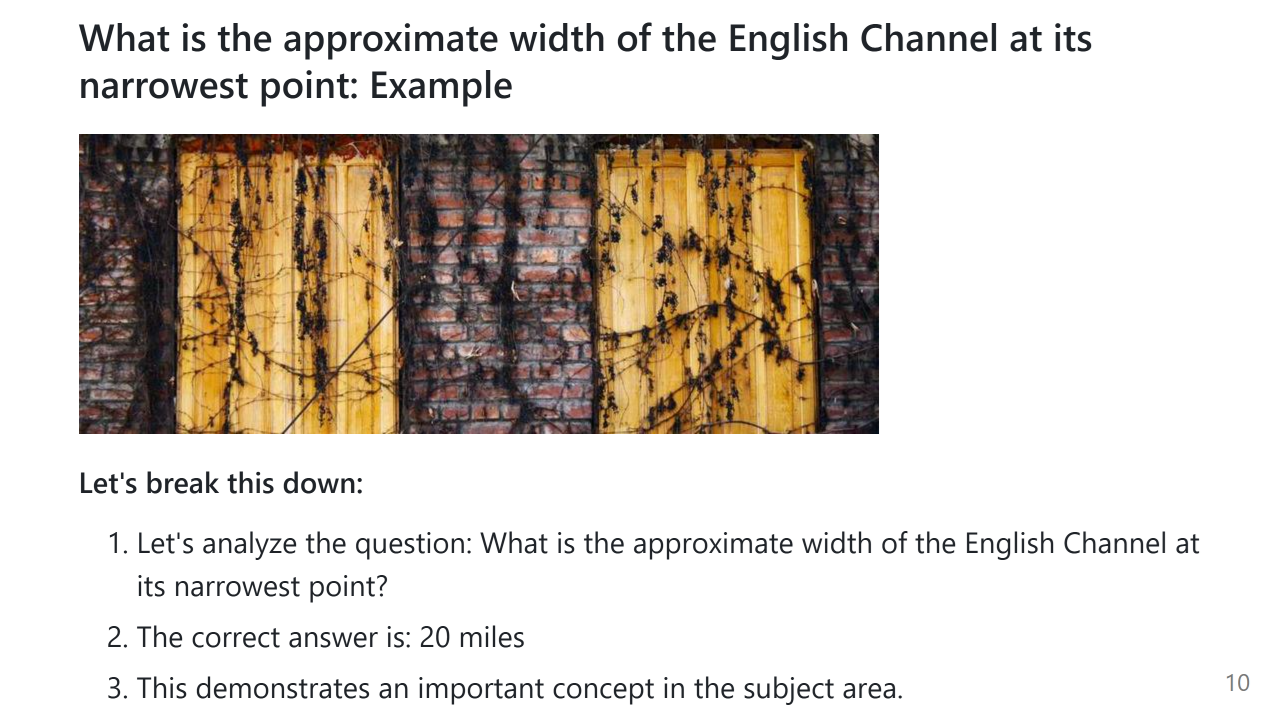 What is the approximate width of the English Channel at its
narrowest point: Example
Let's break this down:
1. Let's analyze the question: What is the approximate width of the English Channel at
its narrowest point?
2. The correct answer is: 20 miles
3. This demonstrates an important concept in the subject area.
10